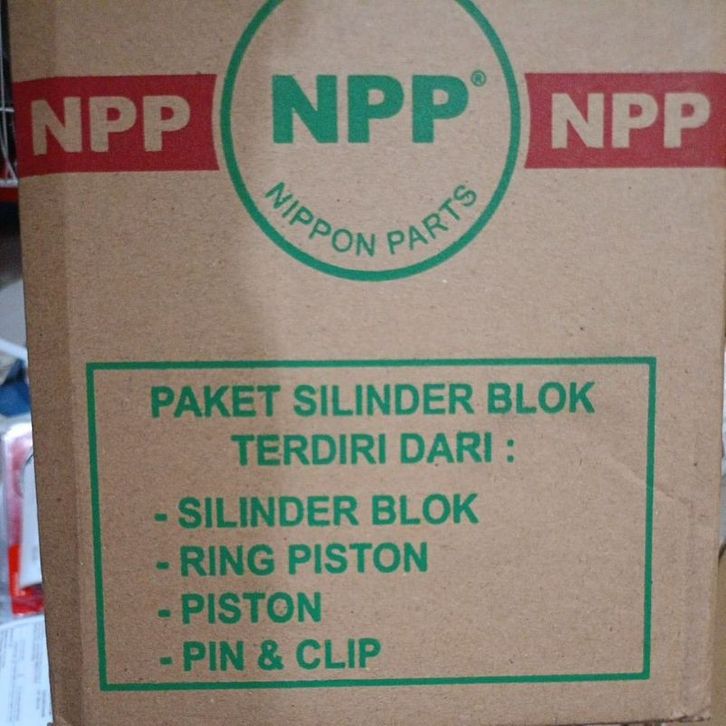 NPP NPP® NPP
NIPPON PARTS
PAKET SILINDER BLOK
TERDIRI DARI :
- SILINDER BLOK
- RING PISTON
- PISTON
- PIN & CLIP